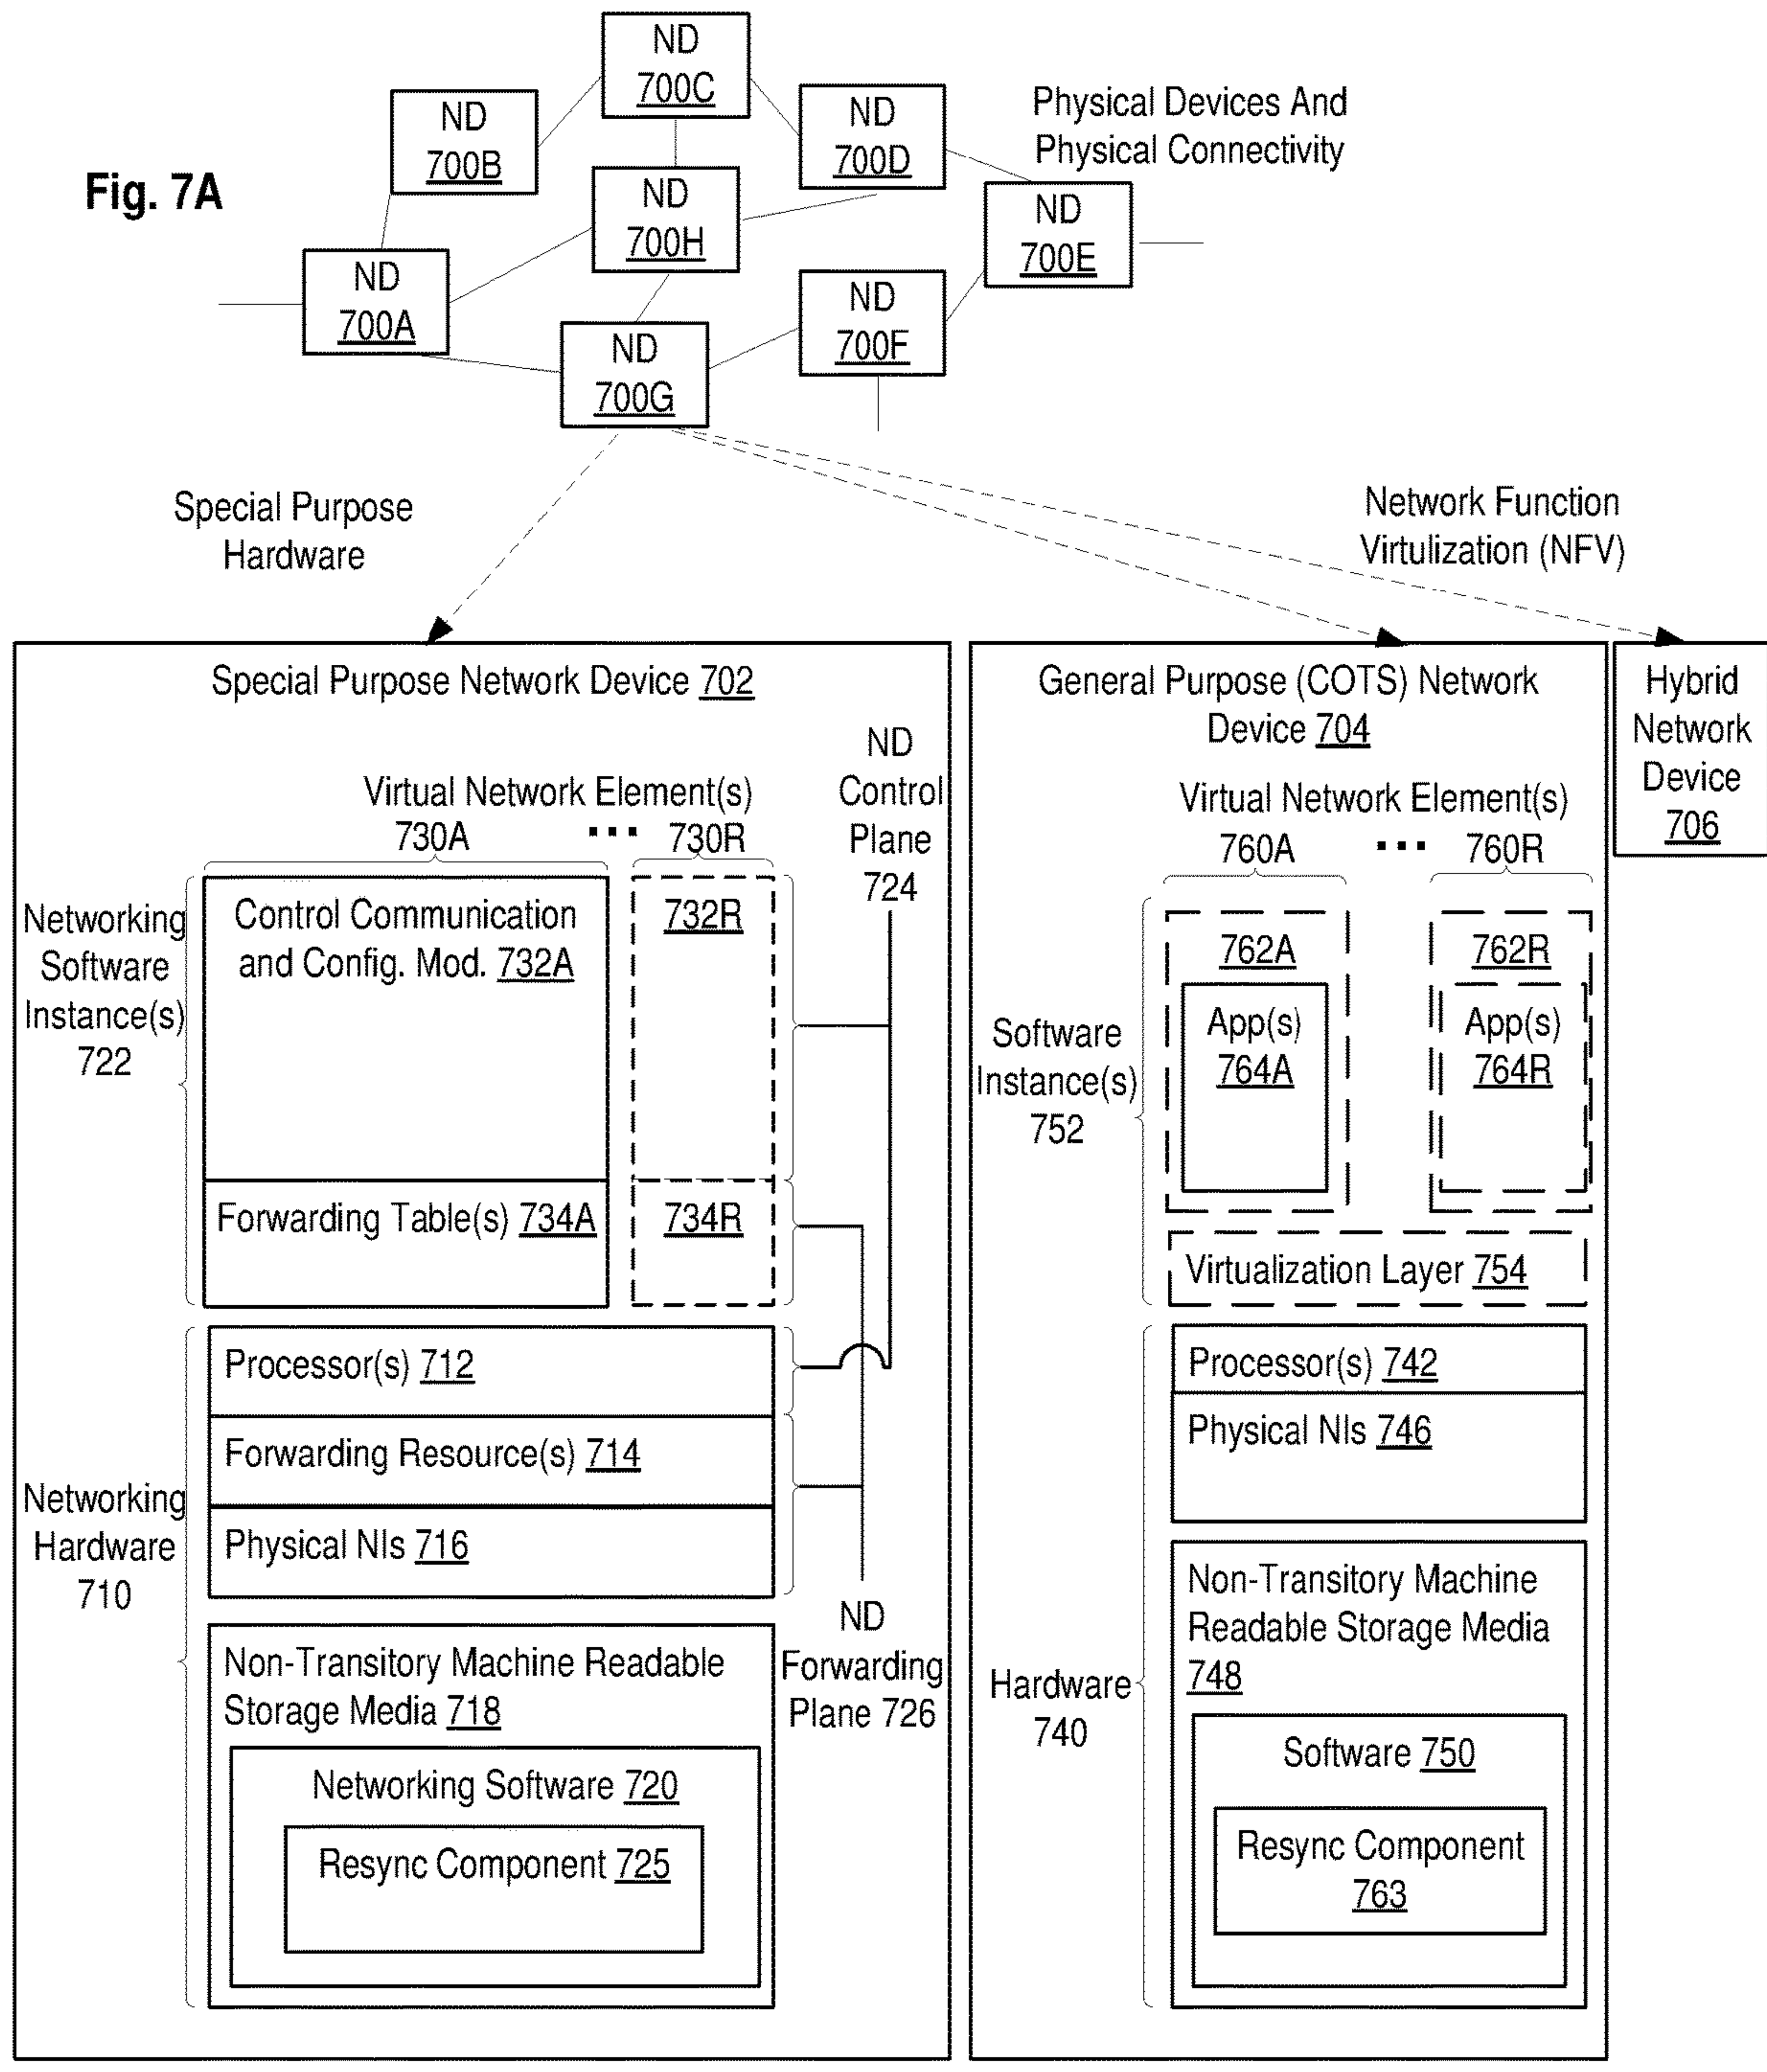 Fig. 7A
ND
700C
ND
700B
ND
700D
Physical Devices And
Physical Connectivity
ND
700H
ND
700E
ND
700A
ND
700F
ND
700G
Special Purpose
Hardware
Network Function
Virtulization (NFV)
Special Purpose Network Device 702
ND
Control
Plane
724
Virtual Network Element(s)
730A ... 730R
Networking
Software
Instance(s)
722
Control Communication
and Config. Mod. 732A
732R
Forwarding Table(s) 734A
734R
Networking
Hardware
710
Processor(s) 712
Forwarding Resource(s) 714
Physical NIs 716
ND
Forwarding
Plane 726
Non-Transitory Machine Readable
Storage Media 718
Networking Software 720
Resync Component 725
General Purpose (COTS) Network
Device 704
Virtual Network Element(s)
760A ... 760R
Software
Instance(s)
752
762A
App(s)
764A
762R
App(s)
764R
Virtualization Layer 754
Hardware
740
Processor(s) 742
Physical NIs 746
Non-Transitory Machine
Readable Storage Media
748
Software 750
Resync Component
763
Hybrid
Network
Device
706